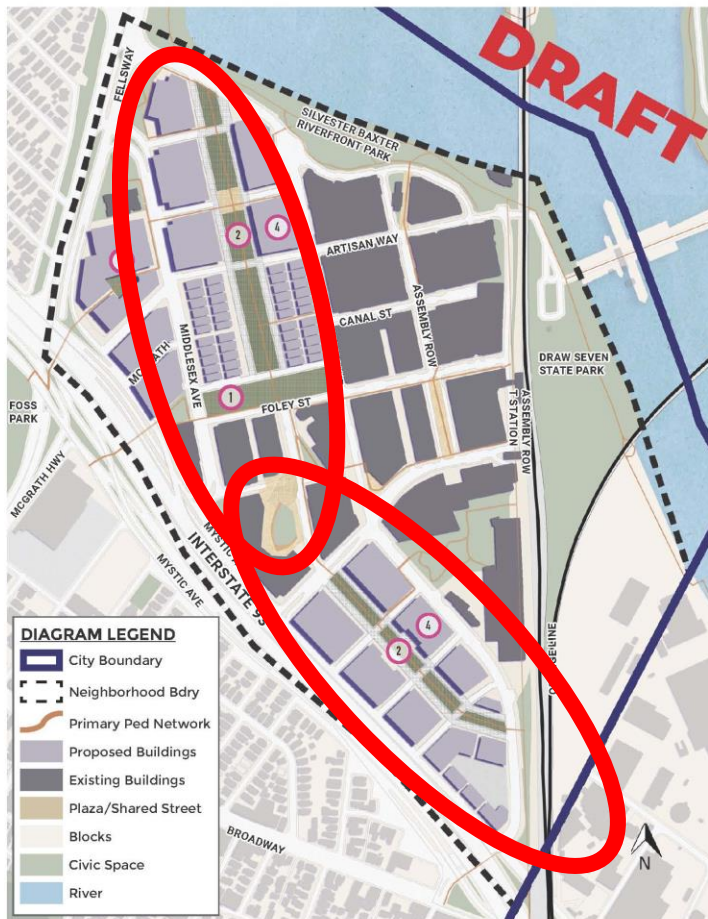 DRAFT
FELLSWAY
SILVESTER BAXTER
RIVERFRONT PARK
2
4
ARTISAN WAY
CANAL ST
ASSEMBLY ROW
MIDDLESEX AVE
MCGRATH
1
FOLEY ST
DRAW SEVEN
STATE PARK
ASSEMBLY ROW
T STATION
FOSS
PARK
MCGRATH HWY
MYSTIC AVE
INTERSTATE 93
4
2
DIAGRAM LEGEND
City Boundary
Neighborhood Bdry
Primary Ped Network
Proposed Buildings
Existing Buildings
Plaza/Shared Street
Blocks
Civic Space
River
BROADWAY
N